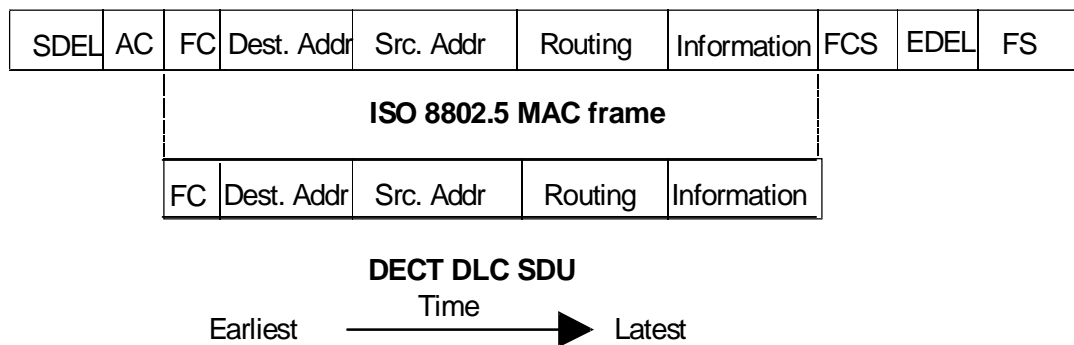 SDEL AC FC Dest. Addr Src. Addr Routing Information FCS EDEL FS
ISO 8802.5 MAC frame
FC Dest. Addr Src. Addr Routing Information
DECT DLC SDU
Time
Earliest Latest